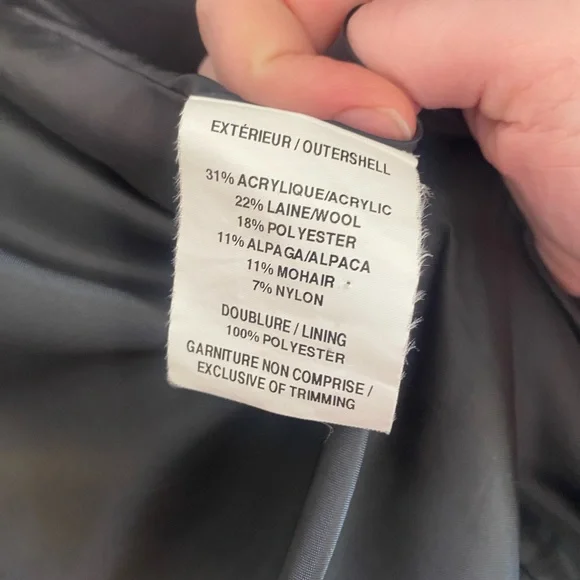 EXTÉRIEUR / OUTERSHELL
31% ACRYLIQUE/ACRYLIC
22% LAINE/WOOL
18% POLYESTER
11% ALPAGA/ALPACA
11% MOHAIR
7% NYLON
DOUBLURE / LINING
100% POLYESTER
GARNITURE NON COMPRISE /
EXCLUSIVE OF TRIMMING